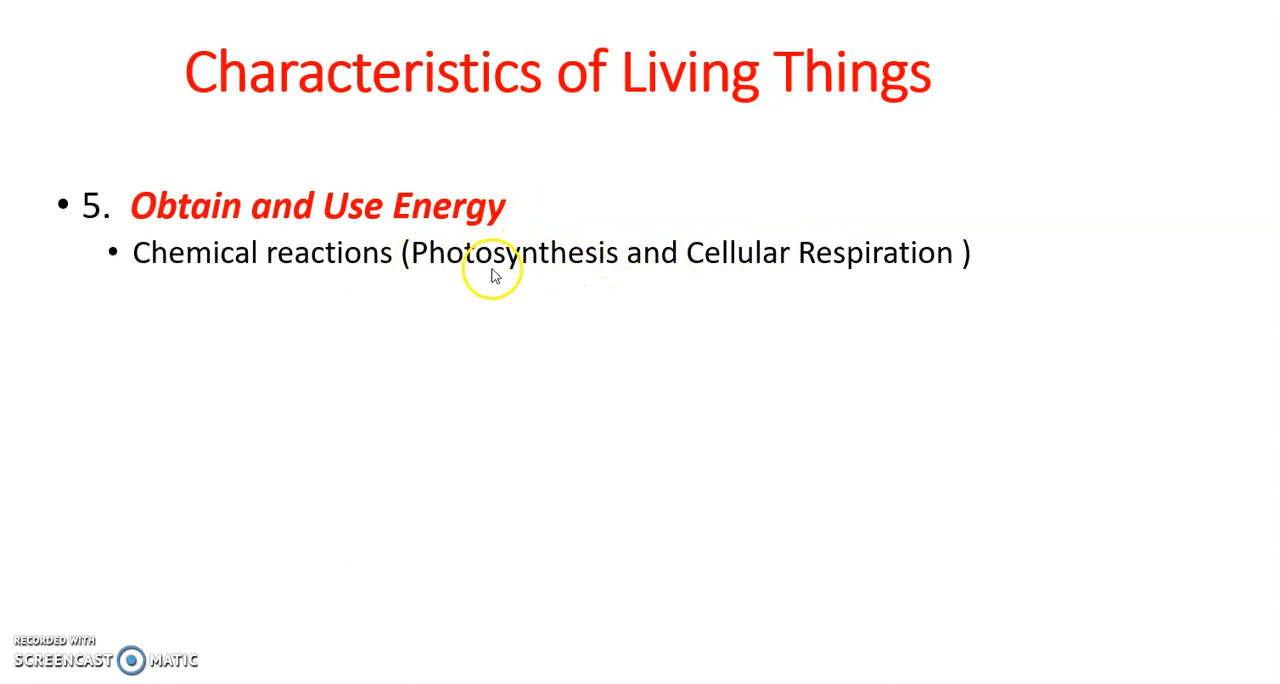 Characteristics of Living Things
• 5. Obtain and Use Energy
• Chemical reactions (Photosynthesis and Cellular Respiration )
RECORDED WITH
SCREENCAST MATIC